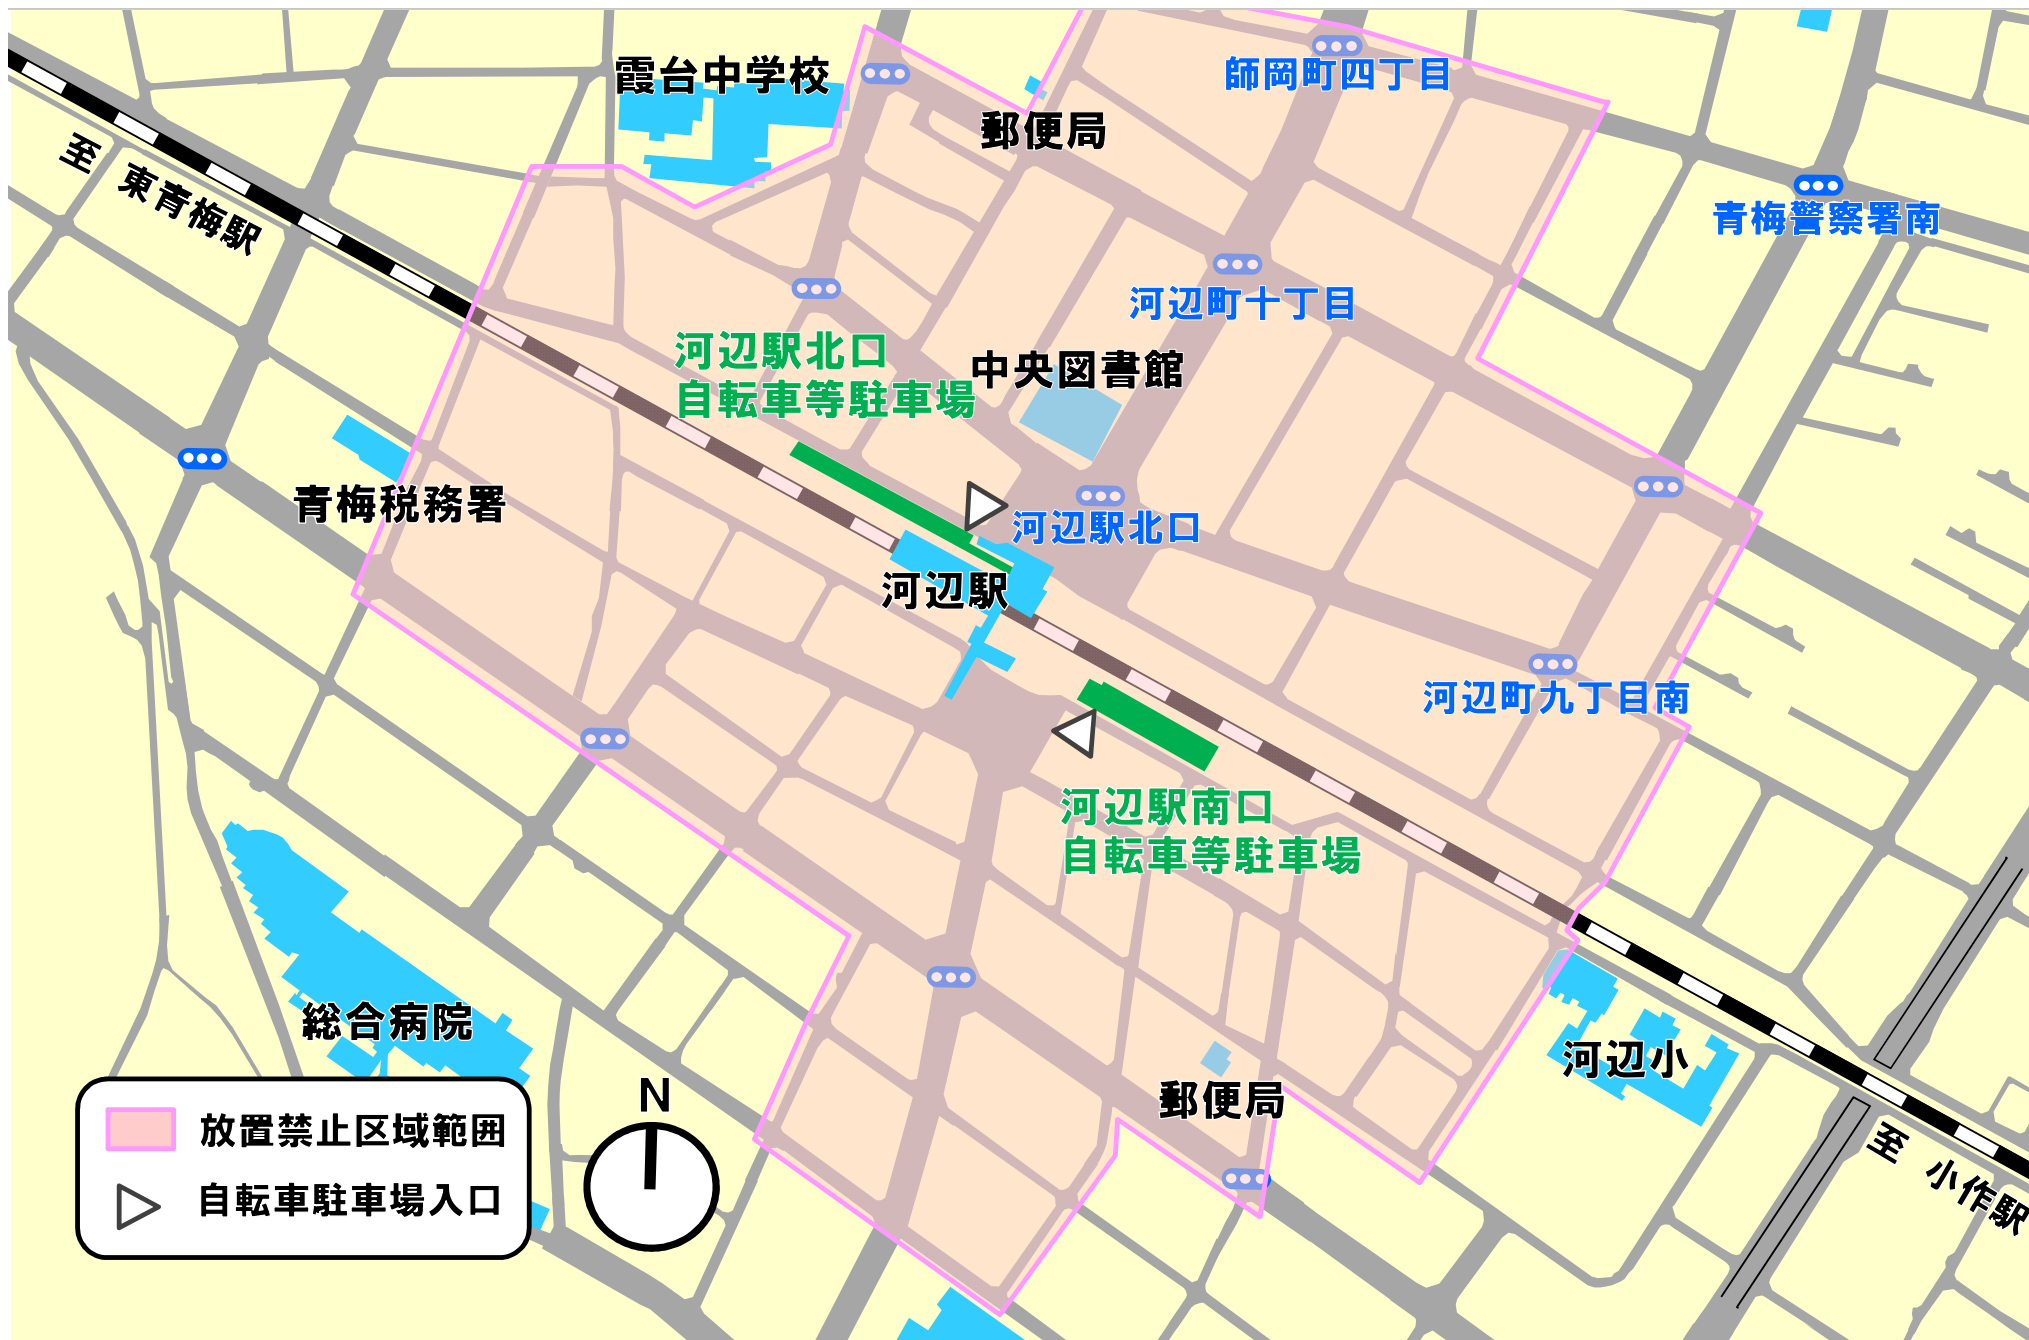 霞台中学校
師岡町四丁目
郵便局
至 東青梅駅
青梅警察署南
河辺町十丁目
河辺駅北口
自転車等駐車場
中央図書館
青梅税務署
河辺駅北口
河辺駅
河辺町九丁目南
河辺駅南口
自転車等駐車場
総合病院
河辺小
郵便局
至 小作駅
N
放置禁止区域範囲
自転車駐車場入口